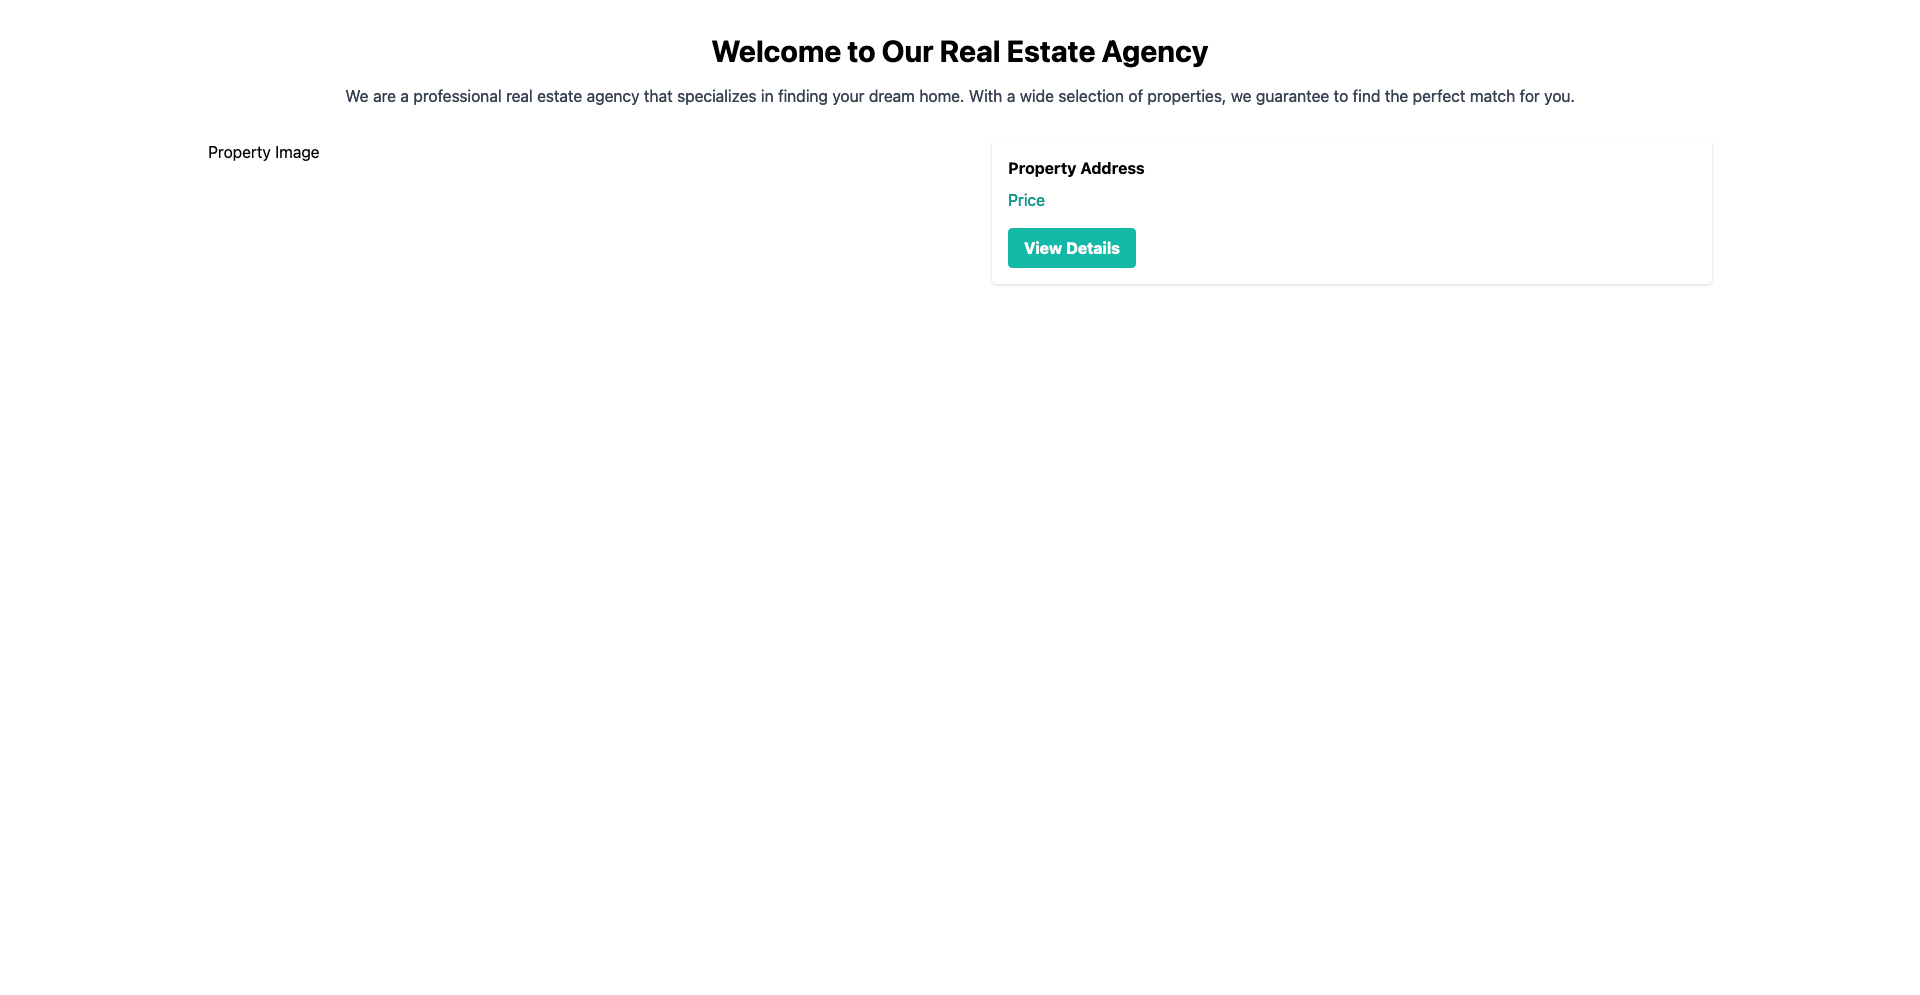 Welcome to Our Real Estate Agency
We are a professional real estate agency that specializes in finding your dream home. With a wide selection of properties, we guarantee to find the perfect match for you.
Property Image
Property Address
Price
View Details